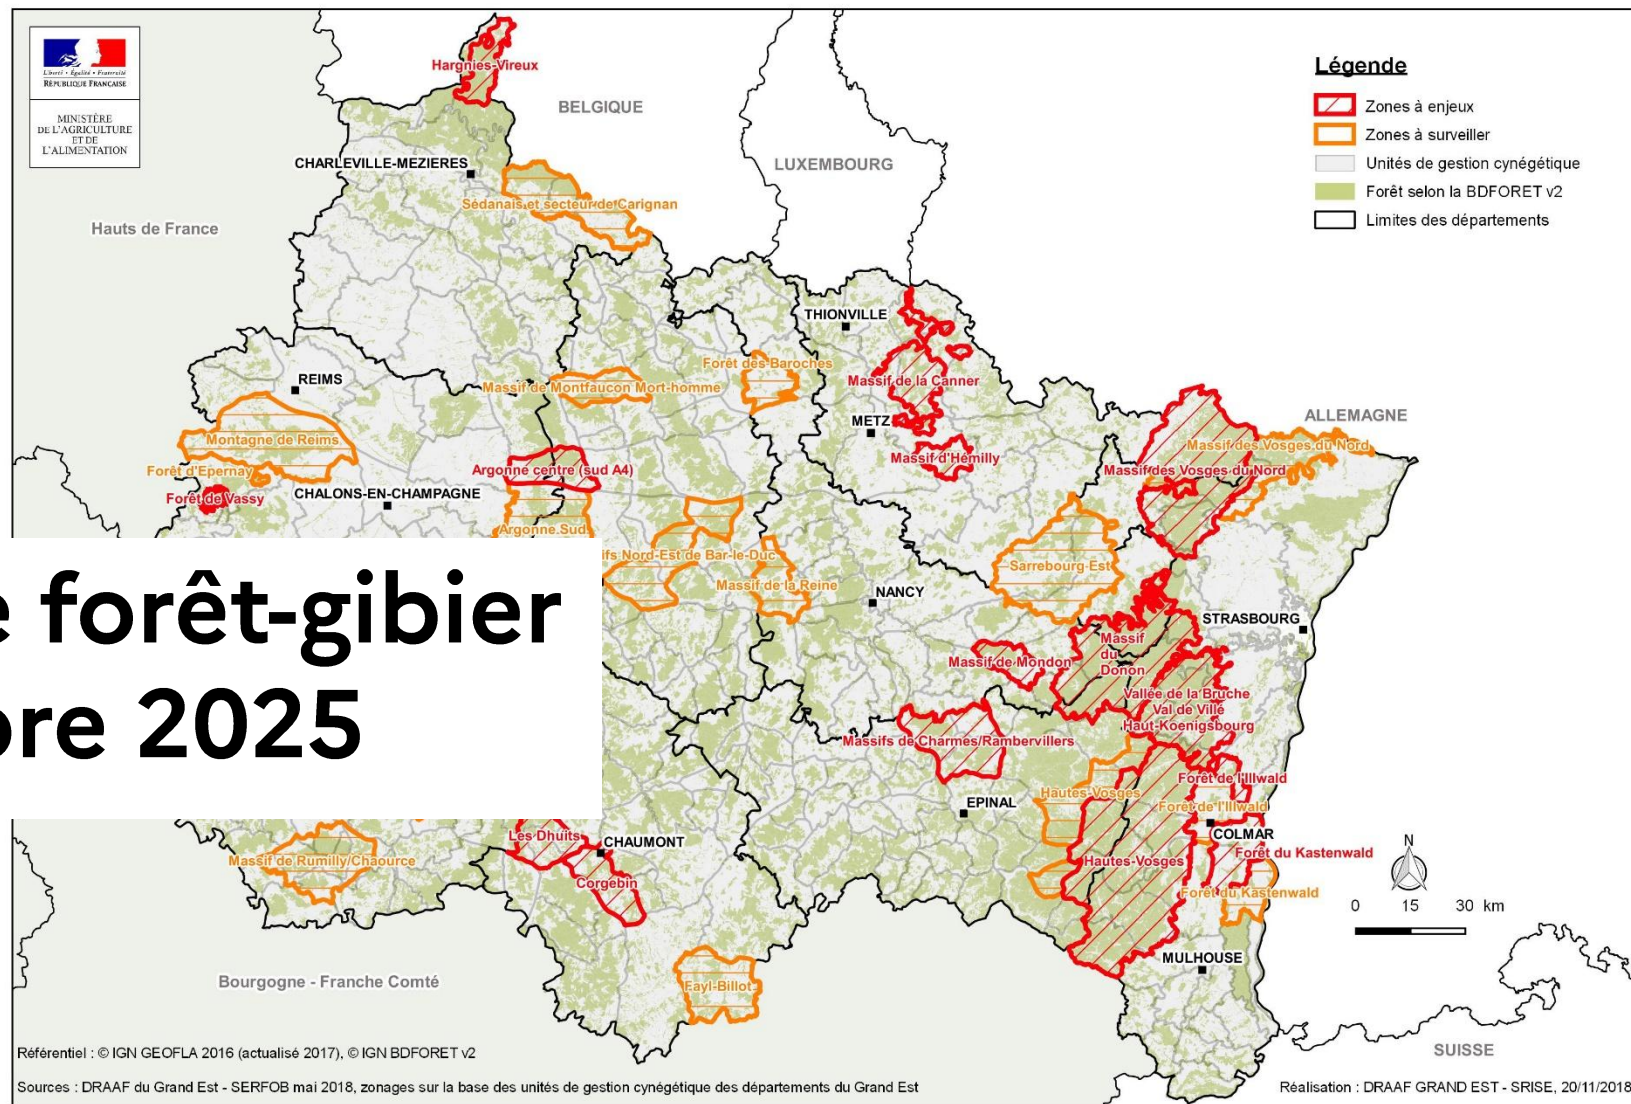 Liberté • Égalité • Fraternité
RÉPUBLIQUE FRANÇAISE
MINISTÈRE
DE L'AGRICULTURE
ET DE
L'ALIMENTATION
Légende
Zones à enjeux
Zones à surveiller
Unités de gestion cynégétique
Forêt selon la BDFORET v2
Limites des départements
Hargnies-Vireux
BELGIQUE
LUXEMBOURG
CHARLEVILLE-MEZIERES
Sédanais et secteur de Carignan
Hauts de France
THIONVILLE
Forêt des Baroches
REIMS
Massif de Montfaucon Mort-homme
Massif de la Canner
ALLEMAGNE
METZ
Montagne de Reims
Massif des Vosges du Nord
Massif d'Hémilly
Forêt d'Epernay
Argonne centre (sud A4)
Massif des Vosges du Nord
Forêt de Vassy
CHALONS-EN-CHAMPAGNE
Argonne Sud
ifs Nord-Est de Bar-le-Duc
Sarrebourg Est
Massif de la Reine
NANCY
STRASBOURG
e forêt-gibier
bre 2025
Massif
du
Donon
Massif de Mondon
Vallée de la Bruche
Val de Villé
Haut-Koenigsbourg
Massifs de Charmes/Rambervillers
Forêt de l'Illwald
Hautes-Vosges
Forêt de l'Illwald
EPINAL
COLMAR
Les Dhuits
CHAUMONT
Forêt du Kastenwald
Massif de Rumilly/Chaource
Hautes-Vosges
Corgebin
Forêt du Kastenwald
N
0 15 30 km
MULHOUSE
Bourgogne - Franche Comté
Fayl-Billot
SUISSE
Référentiel : © IGN GEOFLA 2016 (actualisé 2017), © IGN BDFORET v2
Sources : DRAAF du Grand Est - SERFOB mai 2018, zonages sur la base des unités de gestion cynégétique des départements du Grand Est
Réalisation : DRAAF GRAND EST - SRISE, 20/11/2018